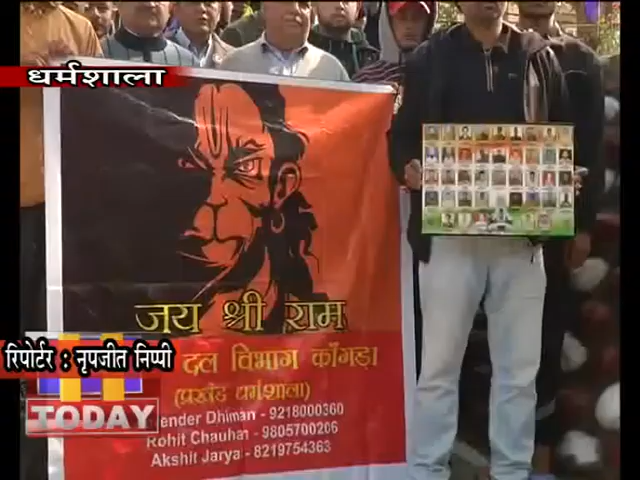 धर्मशाला
जय श्री राम
रिपोर्टर : नृपजीत निप्पी
दल विभाग काँगड़ा
(प्रखंड धर्मशाला)
ender Dhiman - 9218000360
TODAY
Rohit Chauhan - 9805700206
Akshit Jarya - 8219754363